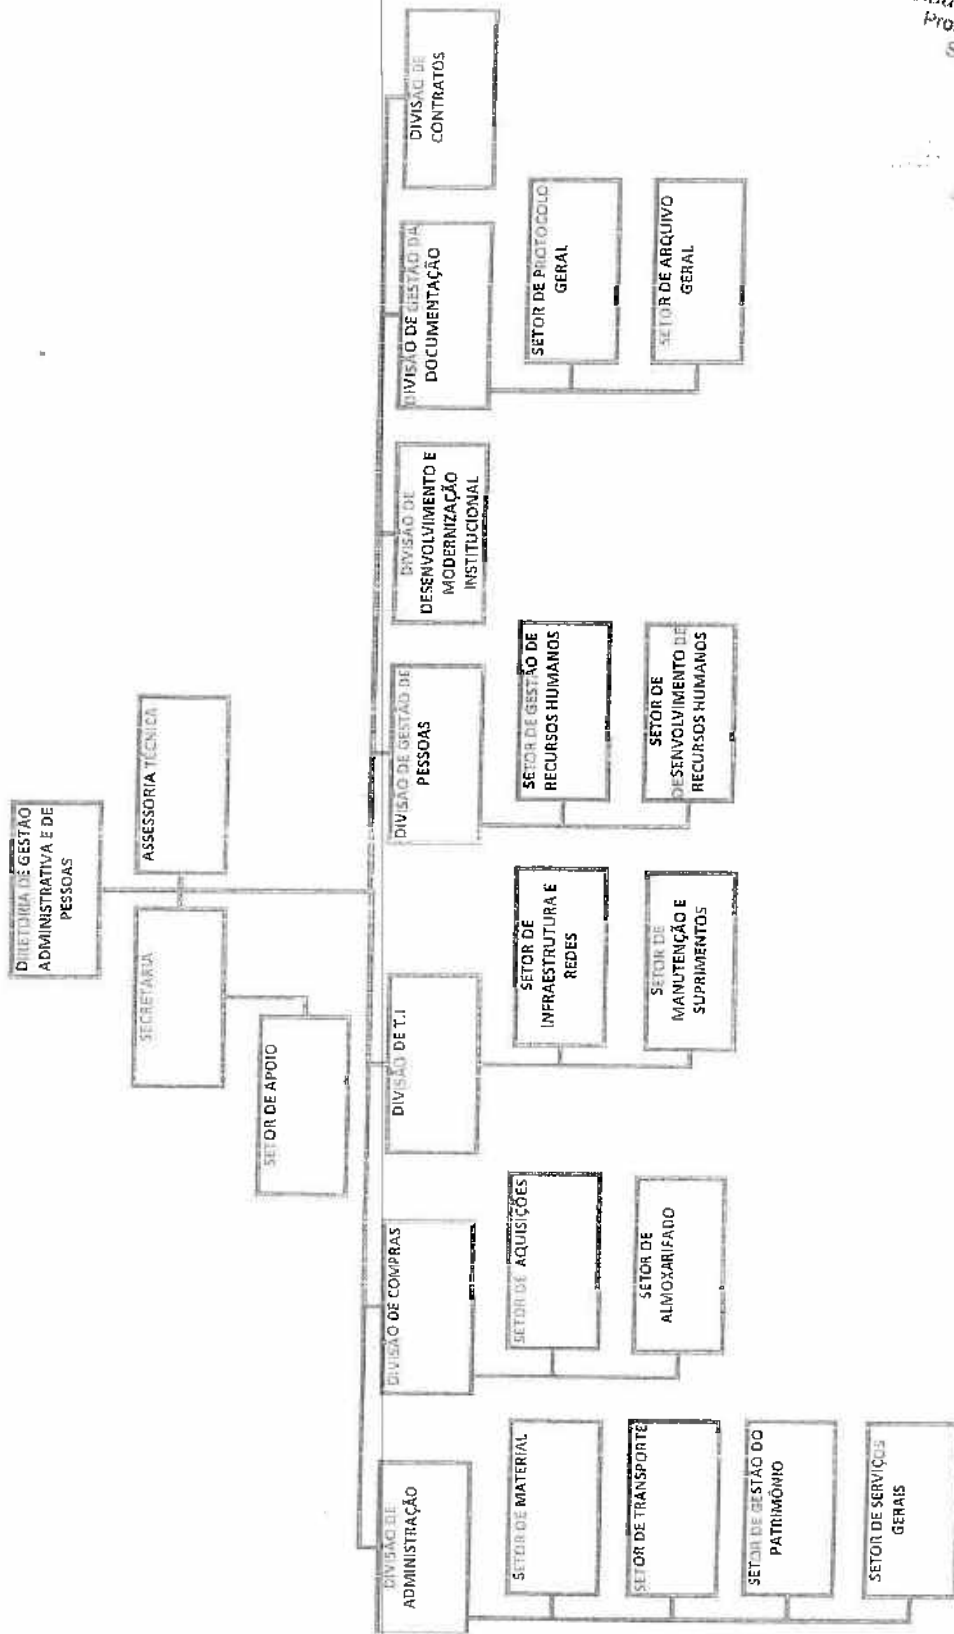 DIRETORIA DE GESTÃO
ADMINISTRATIVA E DE
PESSOAS
SECRETARIA
ASSESSORIA TÉCNICA
SETOR DE APOIO
DIVISÃO DE
ADMINISTRAÇÃO
SETOR DE MATERIAL
SETOR DE TRANSPORTE
SETOR DE GESTÃO DO
PATRIMÔNIO
SETOR DE SERVIÇOS
GERAIS
DIVISÃO DE COMPRAS
SETOR DE AQUISIÇÕES
SETOR DE
ALMOXARIFADO
DIVISÃO DE T.I
SETOR DE
INFRAESTRUTURA E
REDES
SETOR DE
MANUTENÇÃO E
SUPRIMENTOS
DIVISÃO DE GESTÃO DE
PESSOAS
SETOR DE GESTÃO DE
RECURSOS HUMANOS
SETOR DE
DESENVOLVIMENTO DE
RECURSOS HUMANOS
DIVISÃO DE
DESENVOLVIMENTO E
MODERNIZAÇÃO
INSTITUCIONAL
DIVISÃO DE GESTÃO DA
DOCUMENTAÇÃO
SETOR DE PROTOCOLO
GERAL
SETOR DE ARQUIVO
GERAL
DIVISÃO DE
CONTRATOS